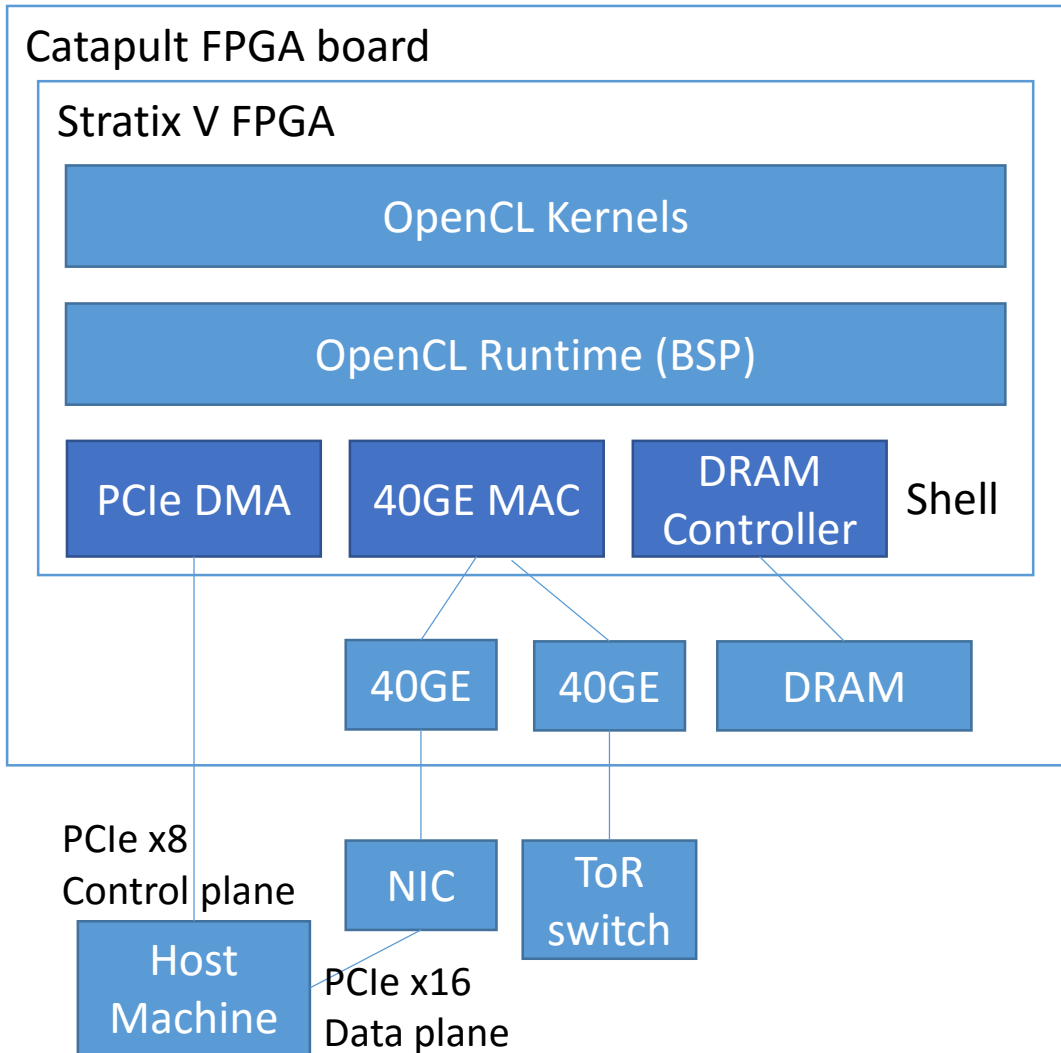 Catapult FPGA board
Stratix V FPGA
OpenCL Kernels
OpenCL Runtime (BSP)
PCIe DMA
40GE MAC
DRAM
Controller
Shell
40GE
40GE
DRAM
PCIe x8
Control plane
NIC
ToR
switch
Host
Machine
PCIe x16
Data plane